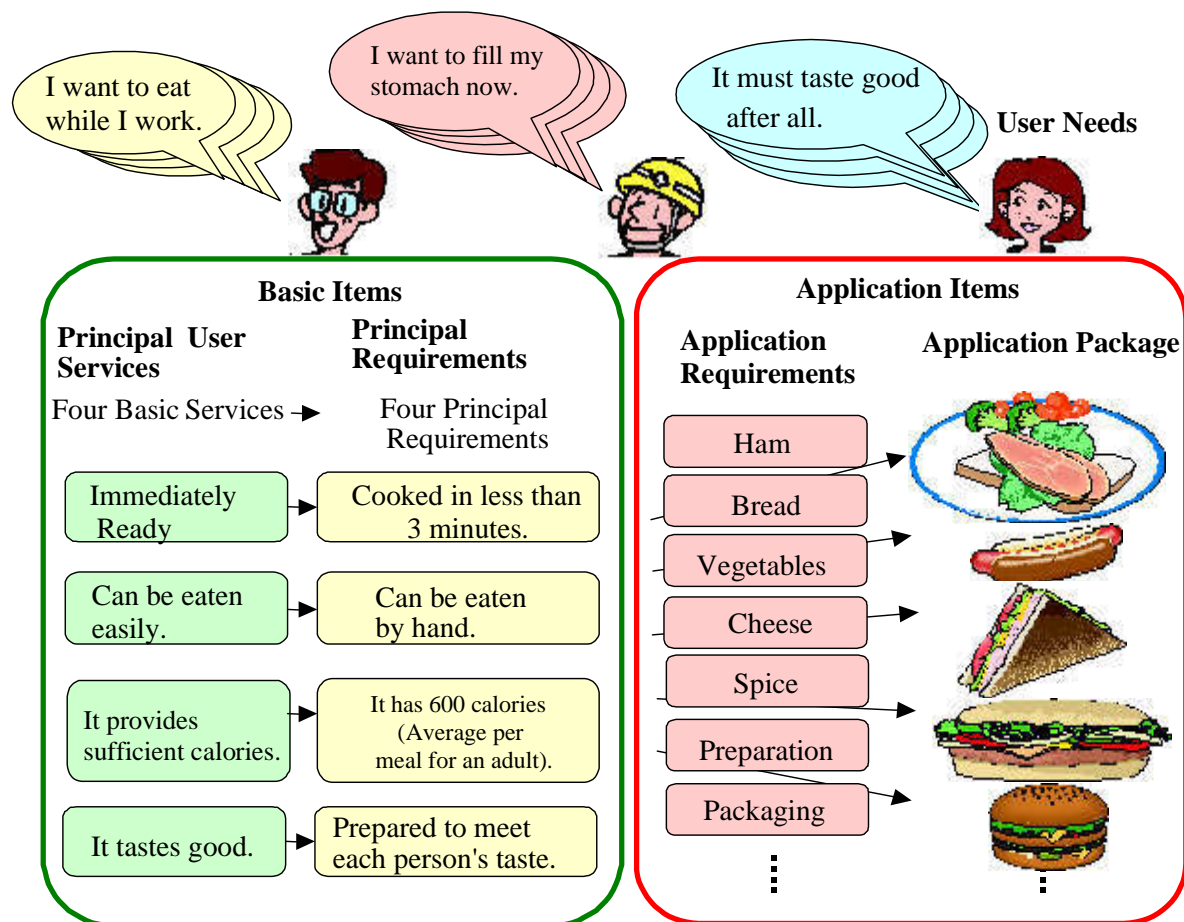 I want to eat
while I work.
I want to fill my
stomach now.
It must taste good
after all.
User Needs
Basic Items
Principal User
Services
Principal
Requirements
Four Basic Services
Four Principal
Requirements
Immediately
Ready
Cooked in less than
3 minutes.
Can be eaten
easily.
Can be eaten
by hand.
It provides
sufficient calories.
It has 600 calories
(Average per
meal for an adult).
It tastes good.
Prepared to meet
each person's taste.
Application Items
Application
Requirements
Application Package
Ham
Bread
Vegetables
Cheese
Spice
Preparation
Packaging